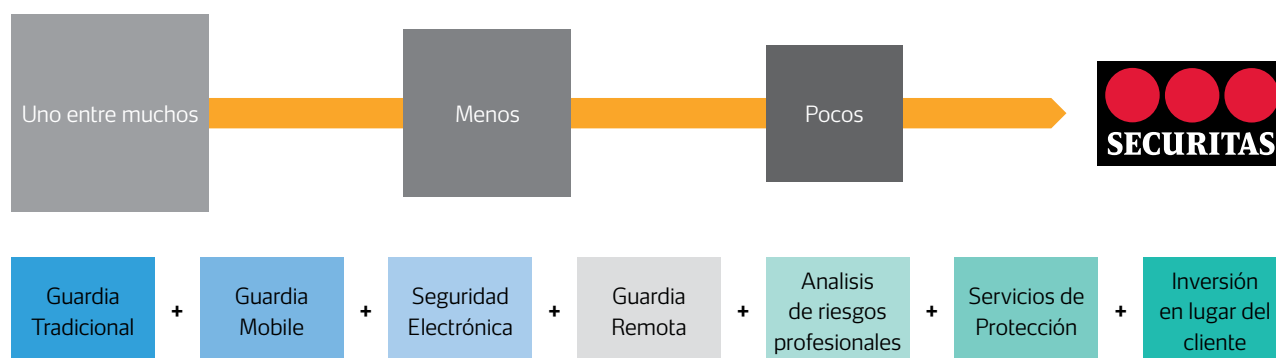 Uno entre muchos
Menos
Pocos
SECURITAS
Guardia
Tradicional
+
Guardia
Mobile
+
Seguridad
Electrónica
+
Guardia
Remota
+
Analisis
de riesgos
profesionales
+
Servicios de
Protección
+
Inversión
en lugar del
cliente